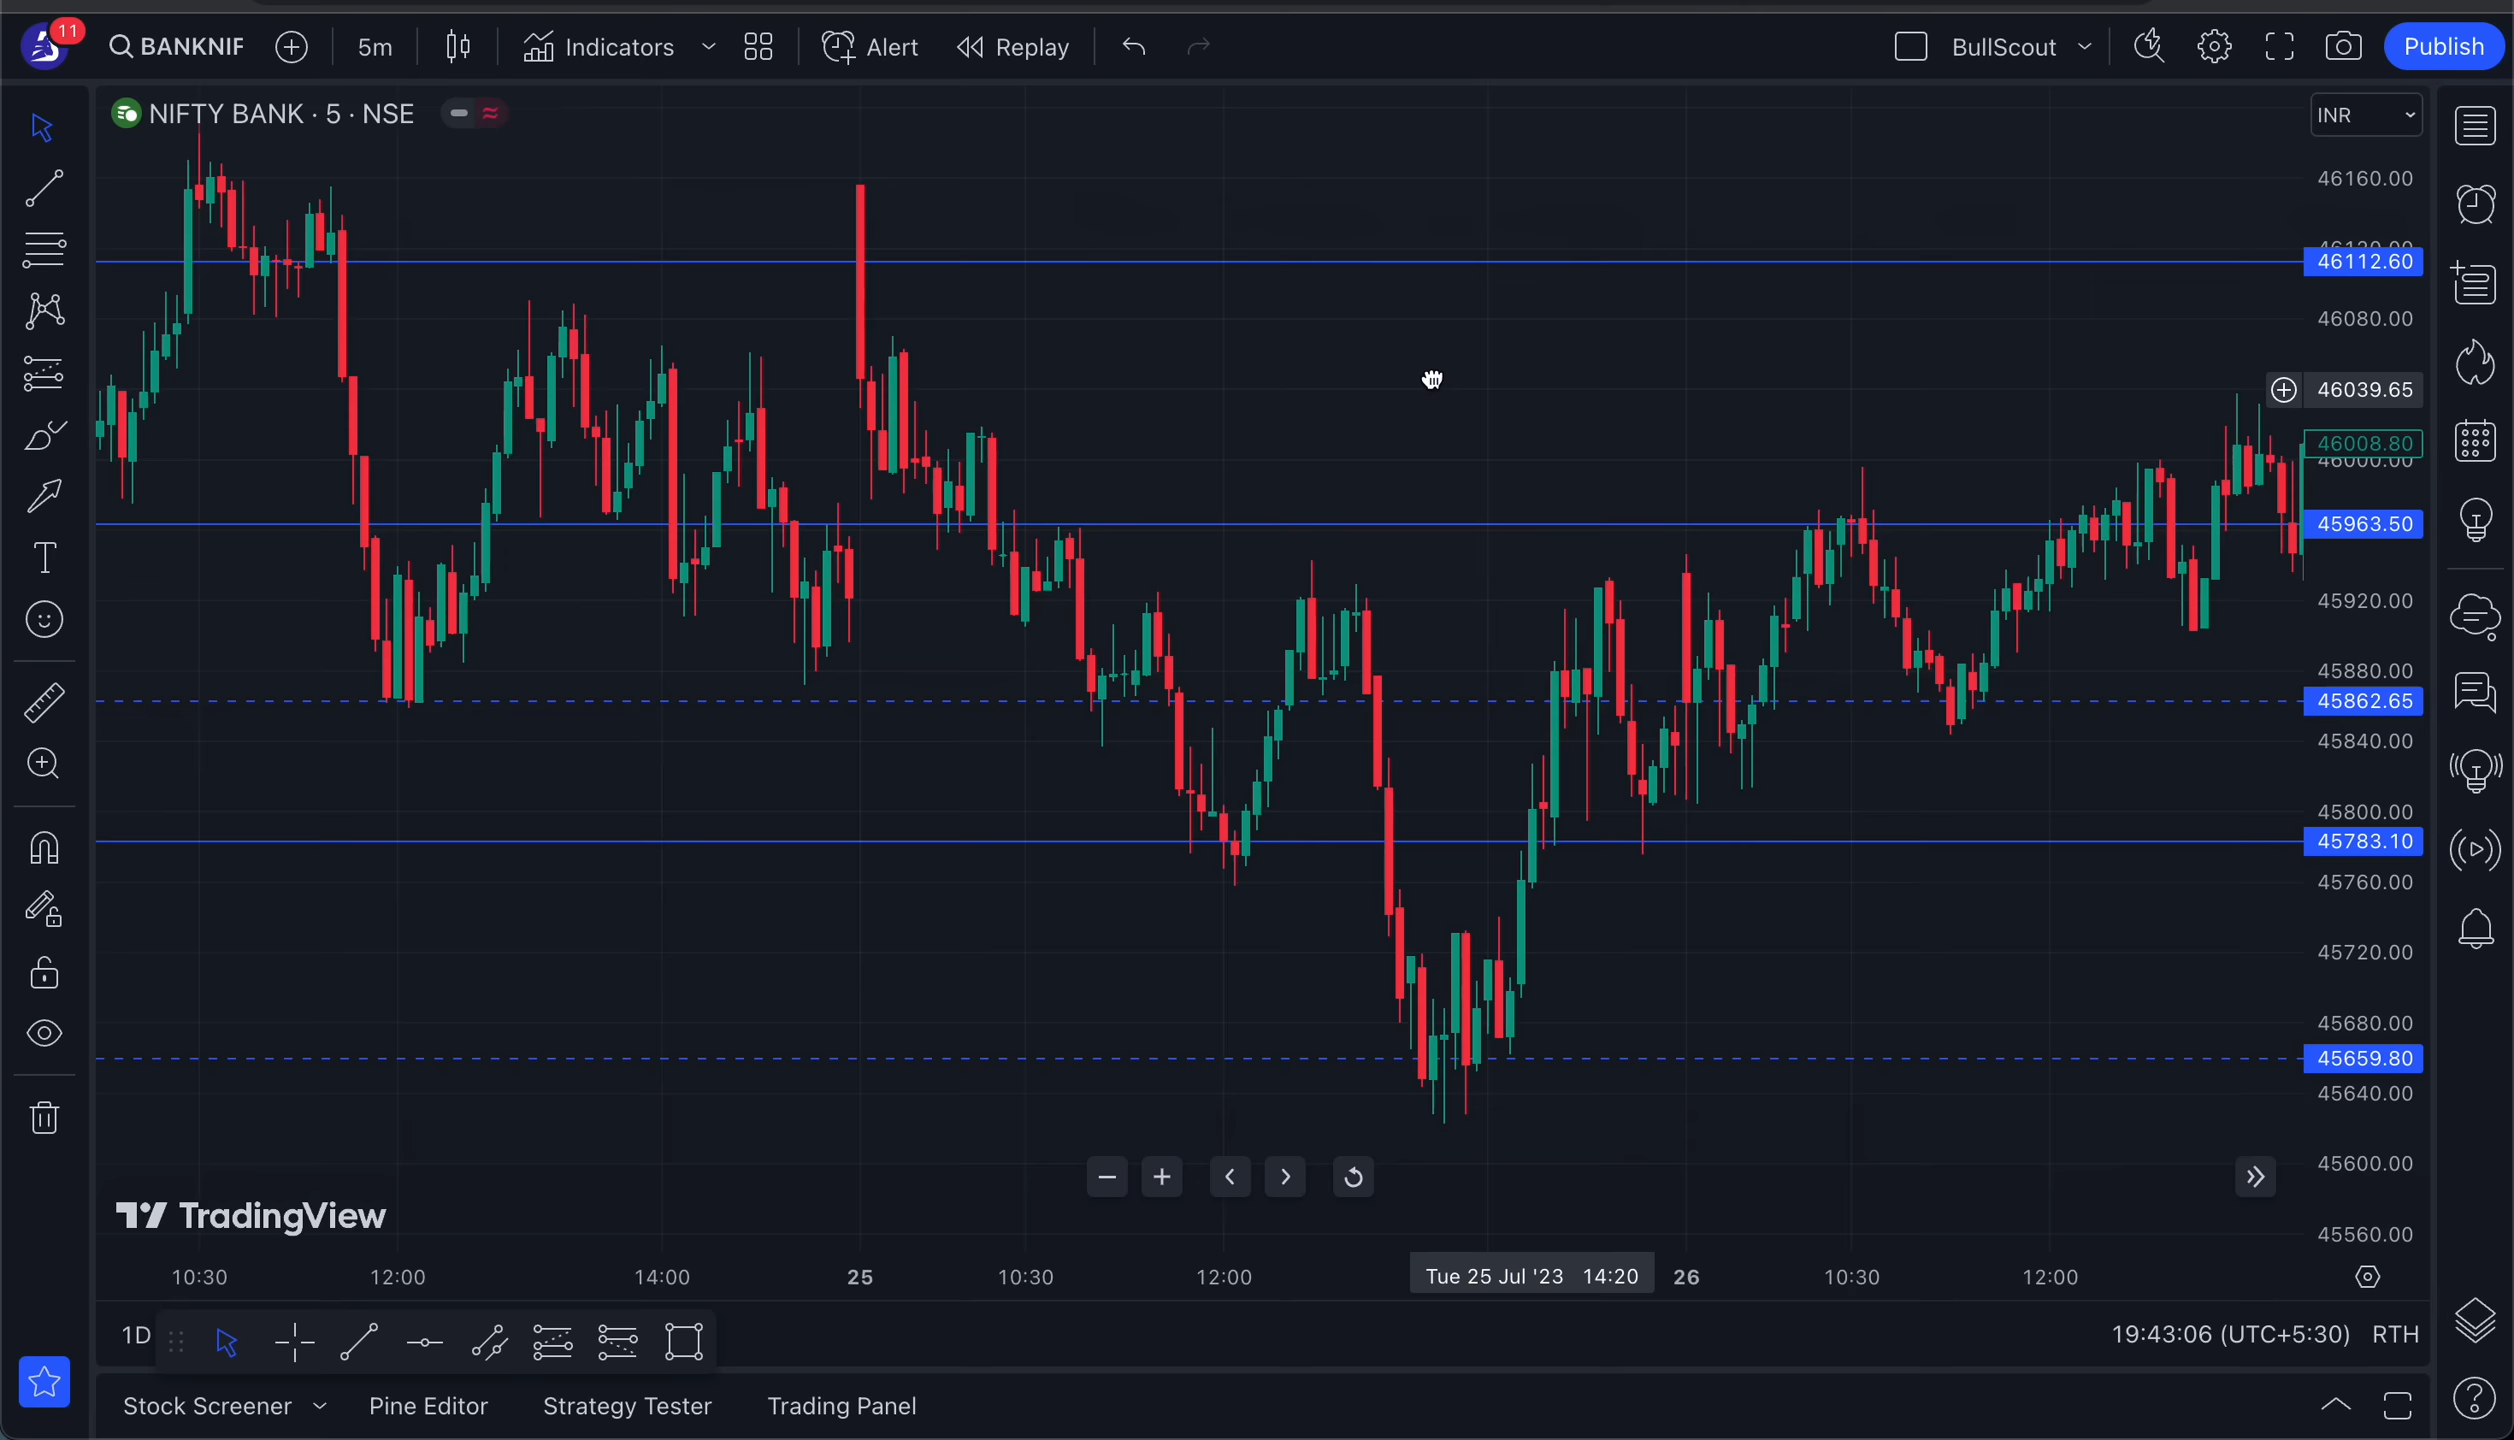 11
BANKNIF
5m
Indicators
Alert
Replay
BullScout
Publish
NIFTY BANK · 5 · NSE
INR
46160.00
46120.00
46112.60
46080.00
46039.65
46008.80
46000.00
45963.50
45920.00
45880.00
45862.65
45840.00
45800.00
45783.10
45760.00
45720.00
45680.00
45659.80
45640.00
45600.00
45560.00
TradingView
10:30 12:00 14:00 25 10:30 12:00 Tue 25 Jul '23 14:20 26 10:30 12:00
1D
19:43:06 (UTC+5:30) RTH
Stock Screener Pine Editor Strategy Tester Trading Panel